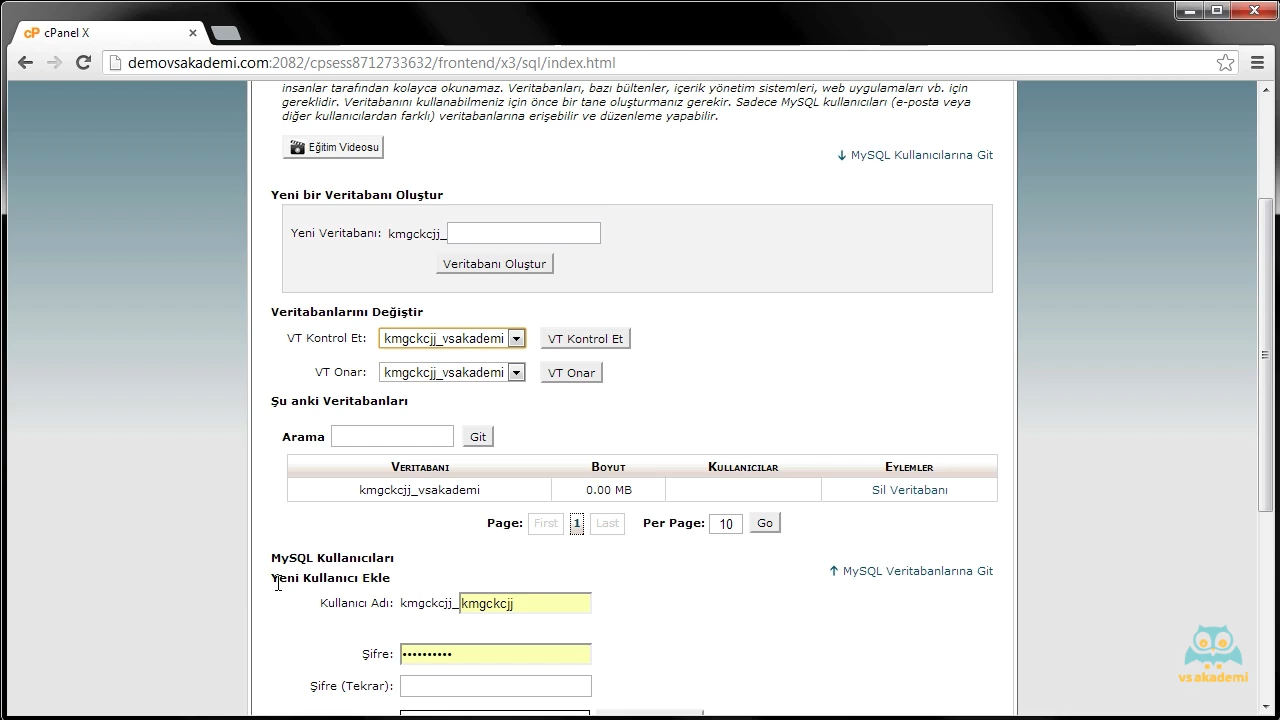 cP cPanel X
demovsakademi.com:2082/cpsess8712733632/frontend/x3/sql/index.html
insanlar tarafından kolayca okunamaz. Veritabanları, bazı bültenler, içerik yönetim sistemleri, web uygulamaları vb. için
gereklidir. Veritabanını kullanabilmeniz için önce bir tane oluşturmanız gerekir. Sadece MySQL kullanıcıları (e-posta veya
diğer kullanıcılardan farklı) veritabanlarına erişebilir ve düzenleme yapabilir.
Eğitim Videosu
↓ MySQL Kullanıcılarına Git
Yeni bir Veritabanı Oluştur
Yeni Veritabanı: kmgckcjj_
Veritabanı Oluştur
Veritabanlarını Değiştir
VT Kontrol Et: kmgckcjj_vsakademi VT Kontrol Et
VT Onar: kmgckcjj_vsakademi VT Onar
Şu anki Veritabanları
Arama Git
Veritabanı Boyut Kullanıcılar Eylemler
kmgckcjj_vsakademi 0.00 MB Sil Veritabanı
Page: First 1 Last Per Page: 10 Go
MySQL Kullanıcıları
Yeni Kullanıcı Ekle
↑ MySQL Veritabanlarına Git
Kullanıcı Adı: kmgckcjj_kmgckcjj
Şifre: ••••••••••
Şifre (Tekrar):
vsakademi